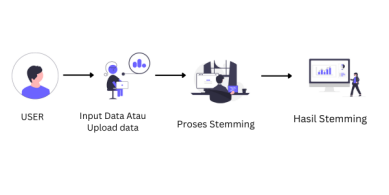 USER
Input Data Atau
Upload data
Proses Stemming
Hasil Stemming